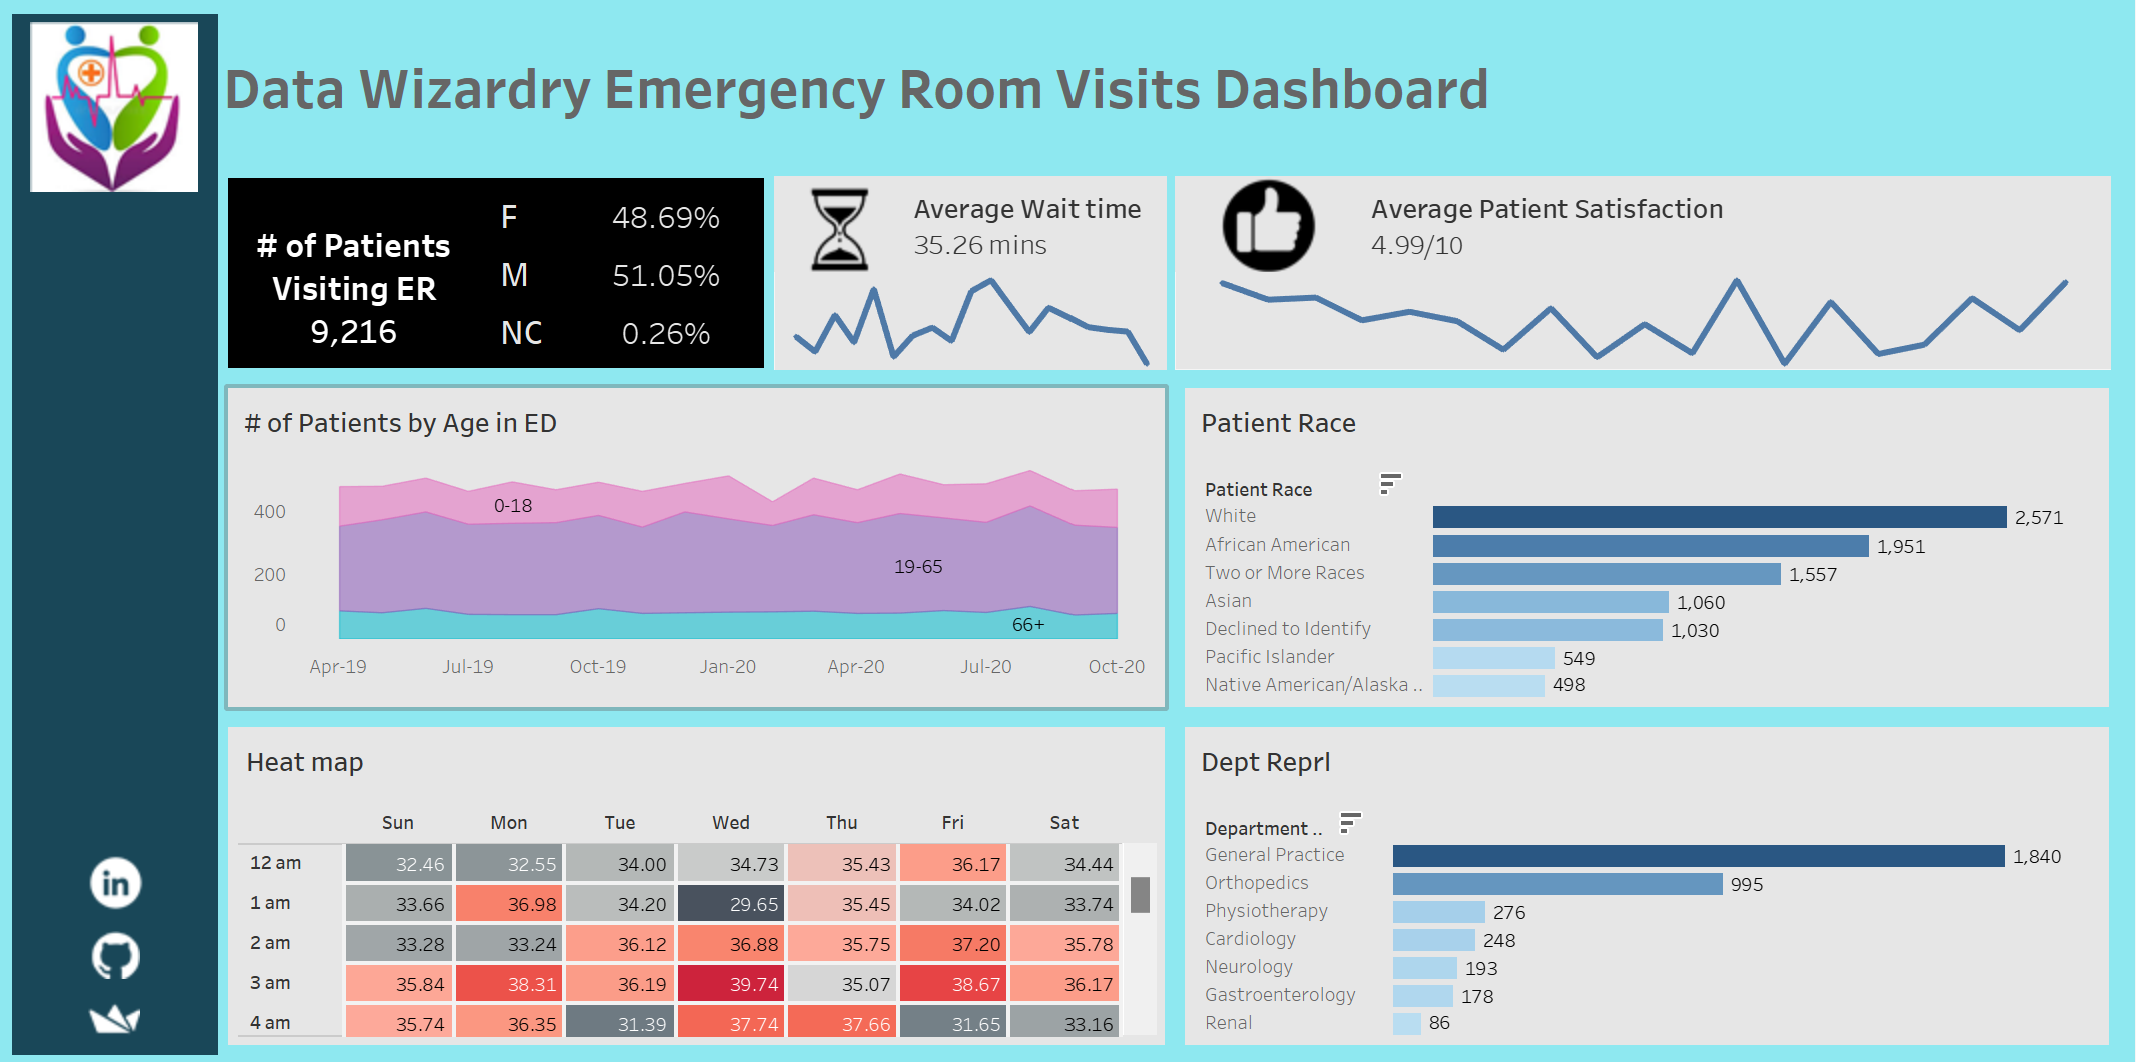 Data Wizardry Emergency Room Visits Dashboard
# of Patients
Visiting ER
9,216
F 48.69%
M 51.05%
NC 0.26%
Average Wait time
35.26 mins
Average Patient Satisfaction
4.99/10
# of Patients by Age in ED
400
200
0
0-18
19-65
66+
Apr-19 Jul-19 Oct-19 Jan-20 Apr-20 Jul-20 Oct-20
Patient Race
Patient Race
White 2,571
African American 1,951
Two or More Races 1,557
Asian 1,060
Declined to Identify 1,030
Pacific Islander 549
Native American/Alaska .. 498
Heat map
Sun Mon Tue Wed Thu Fri Sat
12 am 32.46 32.55 34.00 34.73 35.43 36.17 34.44
1 am 33.66 36.98 34.20 29.65 35.45 34.02 33.74
2 am 33.28 33.24 36.12 36.88 35.75 37.20 35.78
3 am 35.84 38.31 36.19 39.74 35.07 38.67 36.17
4 am 35.74 36.35 31.39 37.74 37.66 31.65 33.16
Dept Reprl
Department ..
General Practice 1,840
Orthopedics 995
Physiotherapy 276
Cardiology 248
Neurology 193
Gastroenterology 178
Renal 86
in